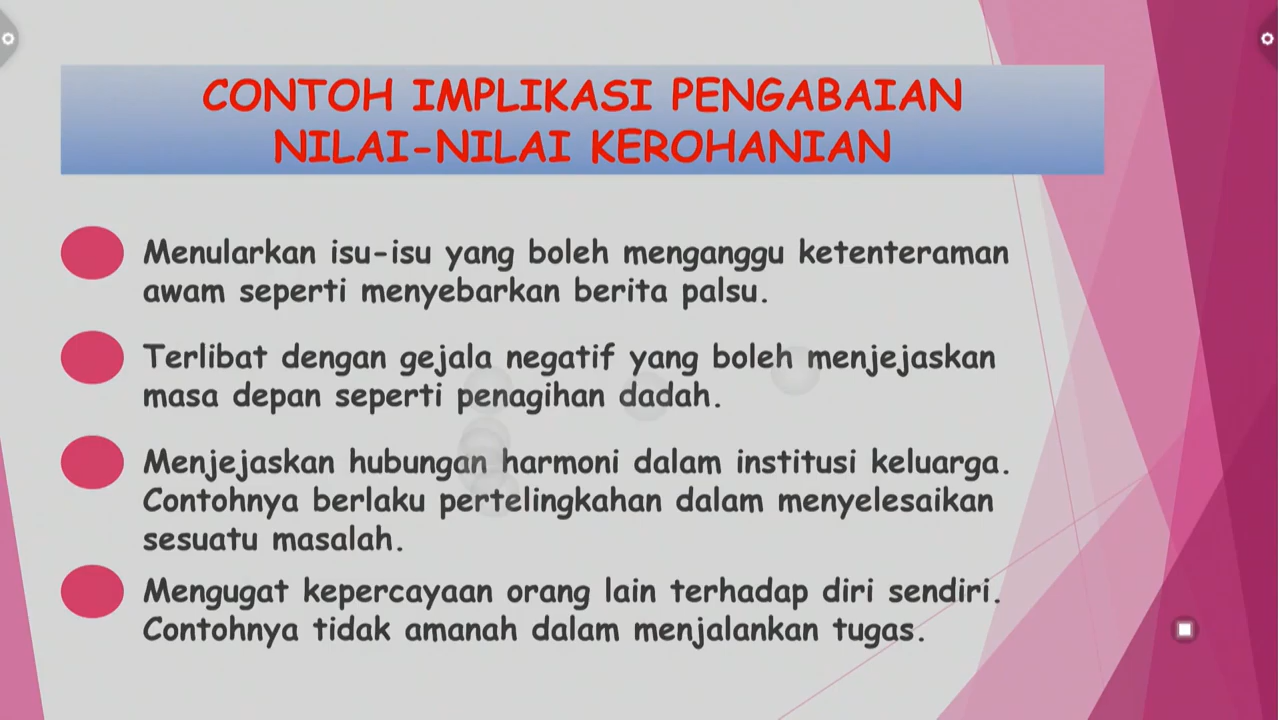 CONTOH IMPLIKASI PENGABAIAN
NILAI-NILAI KEROHANIAN
Menularkan isu-isu yang boleh menganggu ketenteraman
awam seperti menyebarkan berita palsu.
Terlibat dengan gejala negatif yang boleh menjejaskan
masa depan seperti penagihan dadah.
Menjejaskan hubungan harmoni dalam institusi keluarga.
Contohnya berlaku pertelingkahan dalam menyelesaikan
sesuatu masalah.
Mengugat kepercayaan orang lain terhadap diri sendiri.
Contohnya tidak amanah dalam menjalankan tugas.